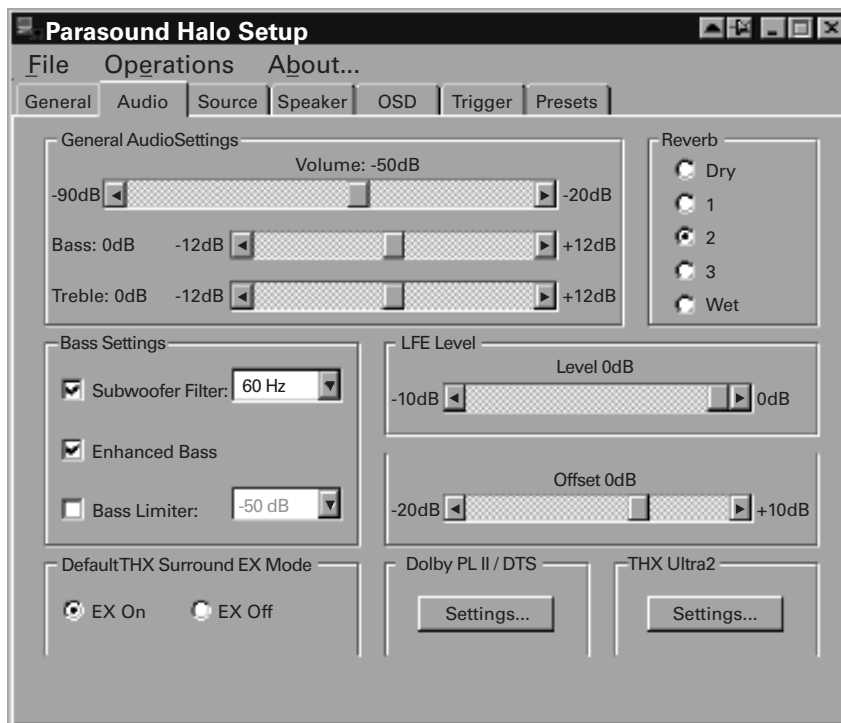 Parasound Halo Setup
File Operations About...
General Audio Source Speaker OSD Trigger Presets
General AudioSettings
Volume: -50dB
-90dB -20dB
Bass: 0dB -12dB +12dB
Treble: 0dB -12dB +12dB
Reverb
Dry
1
2
3
Wet
Bass Settings
Subwoofer Filter: 60 Hz
Enhanced Bass
Bass Limiter: -50 dB
LFE Level
Level 0dB
-10dB 0dB
Offset 0dB
-20dB +10dB
DefaultTHX Surround EX Mode
EX On EX Off
Dolby PL II / DTS
Settings...
THX Ultra2
Settings...